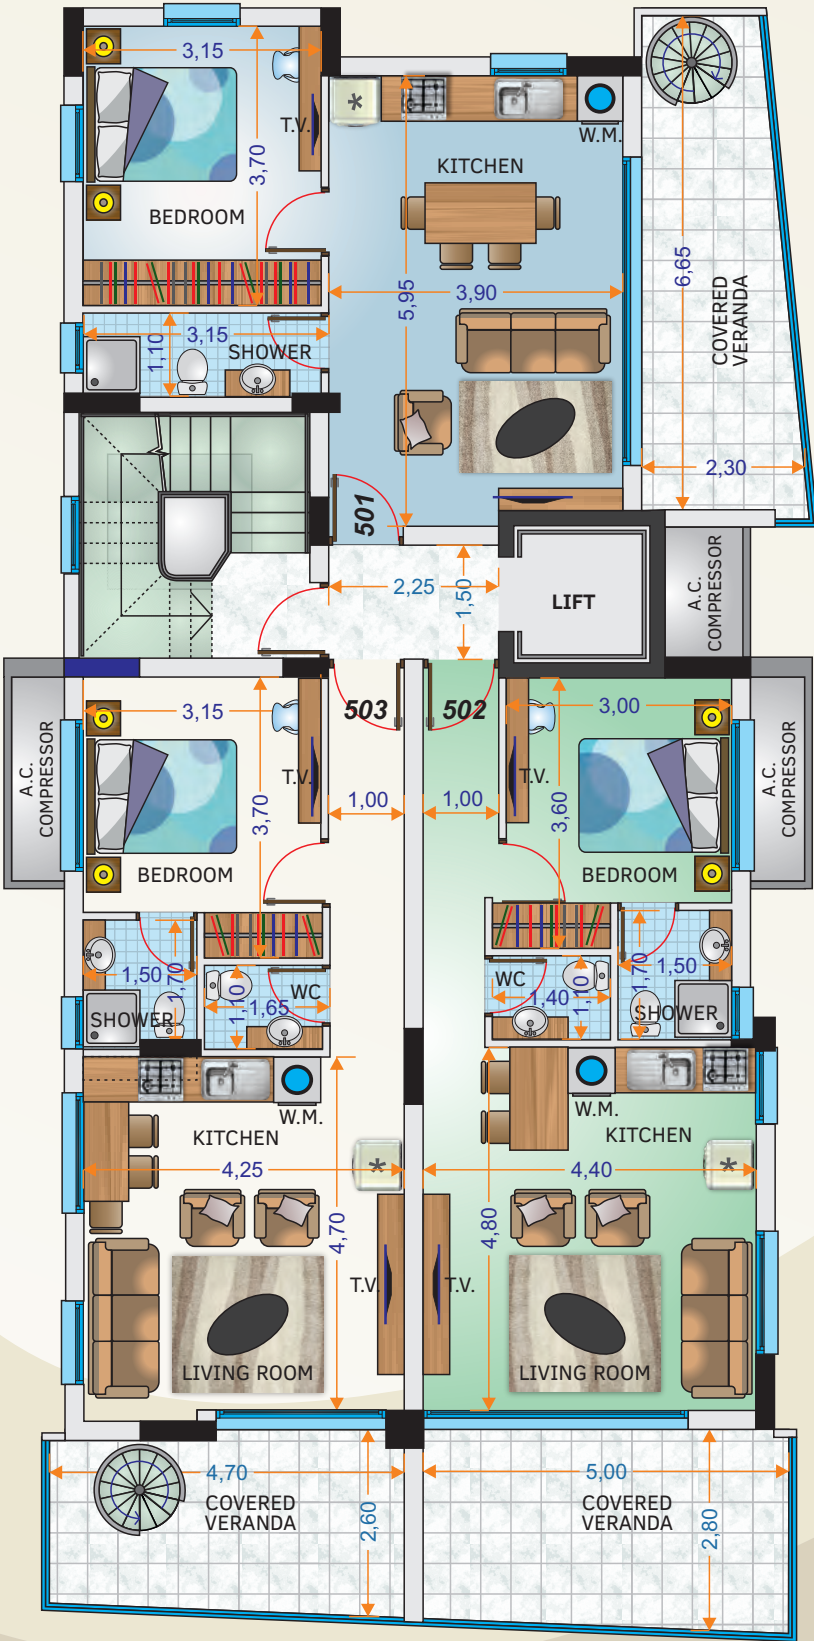 3,15
T.V.
3,70
BEDROOM
*
W.M.
KITCHEN
5,95
3,90
6,65
COVERED
VERANDA
2,30
1,10
3,15
SHOWER
501
2,25
1,50
LIFT
A.C.
COMPRESSOR
503
502
A.C.
COMPRESSOR
3,15
T.V.
3,70
BEDROOM
1,00
1,00
3,00
T.V.
3,60
BEDROOM
A.C.
COMPRESSOR
1,50
1,70
SHOWER
WC
1,10
1,65
WC
1,40
1,10
1,70
1,50
SHOWER
W.M.
KITCHEN
*
4,25
4,70
T.V.
LIVING ROOM
W.M.
KITCHEN
*
4,40
4,80
T.V.
LIVING ROOM
4,70
COVERED
VERANDA
2,60
5,00
COVERED
VERANDA
2,80